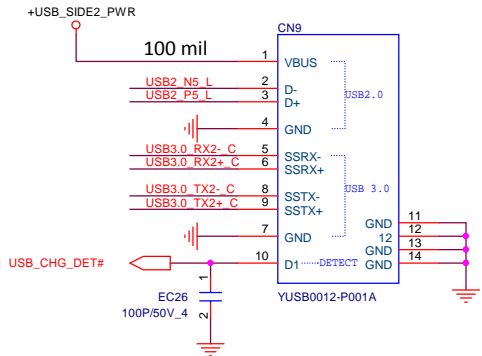 +USB_SIDE2_PWR
CN9
100 mil
1 VBUS
USB2_N5_L 2 D-
USB2.0
USB2_P5_L 3 D+
4 GND
USB3.0_RX2-_C 5 SSRX-
USB3.0_RX2+_C 6 SSRX+
USB 3.0
USB3.0_TX2-_C 8 SSTX-
USB3.0_TX2+_C 9 SSTX+
7 GND
GND 11
12 12
GND 13
USB_CHG_DET# 10 D1 DETECT GND 14
1
EC26
100P/50V_4
2
YUSB0012-P001A